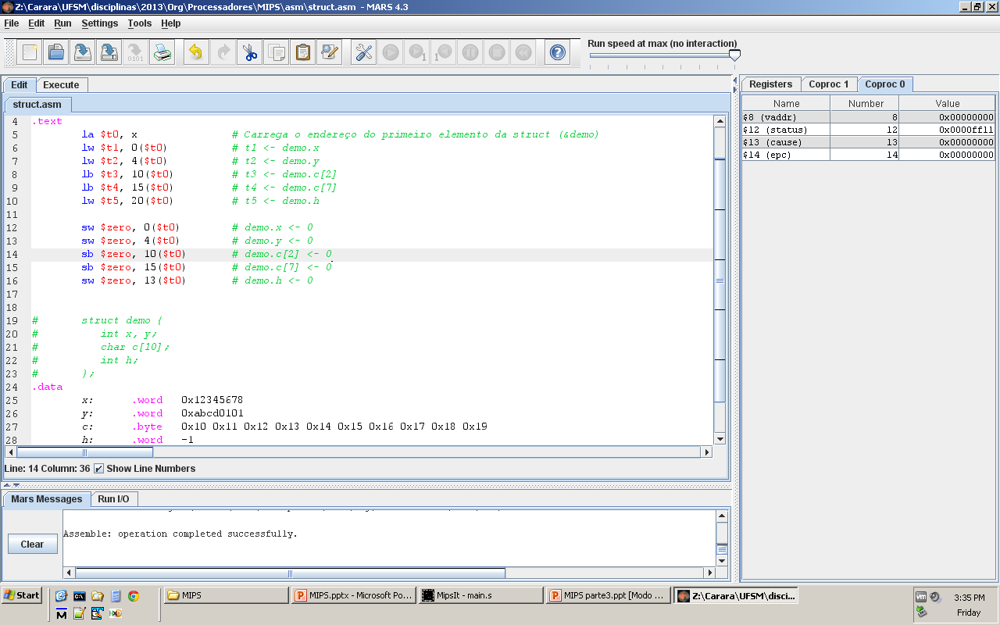 Z:\Carara\UFSM\disciplinas\2013\Org\Processadores\MIPS\asm\struct.asm - MARS 4.3
File Edit Run Settings Tools Help
Run speed at max (no interaction)
Edit Execute
struct.asm
4 .text
5 la $t0, x # Carrega o endereço do primeiro elemento da struct (&demo)
6 lw $t1, 0($t0) # t1 <- demo.x
7 lw $t2, 4($t0) # t2 <- demo.y
8 lb $t3, 10($t0) # t3 <- demo.c[2]
9 lb $t4, 15($t0) # t4 <- demo.c[7]
10 lw $t5, 20($t0) # t5 <- demo.h
11
12 sw $zero, 0($t0) # demo.x <- 0
13 sw $zero, 4($t0) # demo.y <- 0
14 sb $zero, 10($t0) # demo.c[2] <- 0
15 sb $zero, 15($t0) # demo.c[7] <- 0
16 sw $zero, 13($t0) # demo.h <- 0
17
18
19 # struct demo {
20 # int x, y;
21 # char c[10];
22 # int h;
23 # };
24 .data
25 x: .word 0x12345678
26 y: .word 0xabcd0101
27 c: .byte 0x10 0x11 0x12 0x13 0x14 0x15 0x16 0x17 0x18 0x19
28 h: .word -1
Line: 14 Column: 36 Show Line Numbers
Mars Messages Run I/O
Assemble: operation completed successfully.
Clear
Registers Coproc 1 Coproc 0
Name Number Value
$8 (vaddr) 8 0x00000000
$12 (status) 12 0x0000ff11
$13 (cause) 13 0x00000000
$14 (epc) 14 0x00000000
Start MIPS MIPS.pptx - Microsoft Po... MipsIt - main.s MIPS parte3.ppt [Modo ... Z:\Carara\UFSM\disci...
3:35 PM
Friday